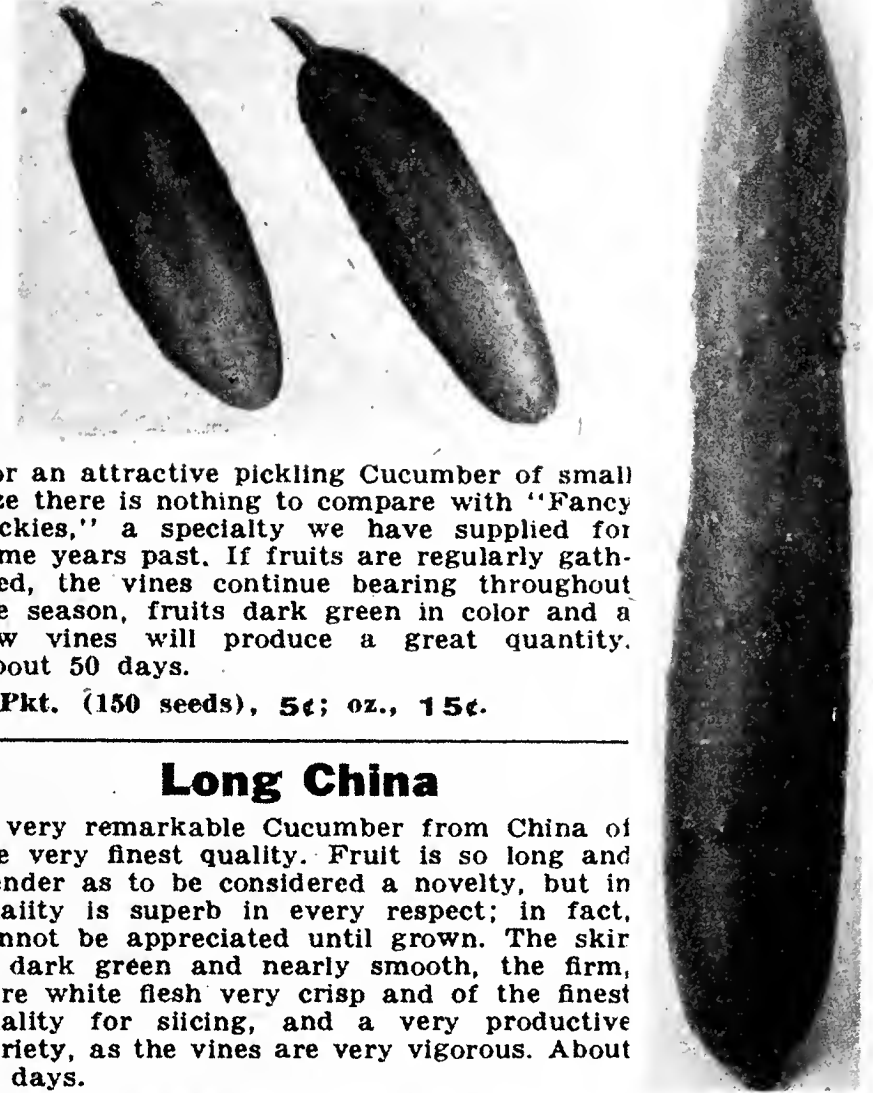 or an attractive pickling Cucumber of small
ze there is nothing to compare with “Fancy
ckies,” a specialty we have supplied for
me years past. If fruits are regularly gath-
ed, the vines continue bearing throughout
e season, fruits dark green in color and a
w vines will produce a great quantity.
bout 50 days.
Pkt. (150 seeds), 5¢; oz., 15¢.
Long China
very remarkable Cucumber from China of
e very finest quality. Fruit is so long and
ender as to be considered a novelty, but in
aiity is superb in every respect; in fact,
nnot be appreciated until grown. The skir
dark green and nearly smooth, the firm,
re white flesh very crisp and of the finest
ality for siicing, and a very productive
riety, as the vines are very vigorous. About
days.